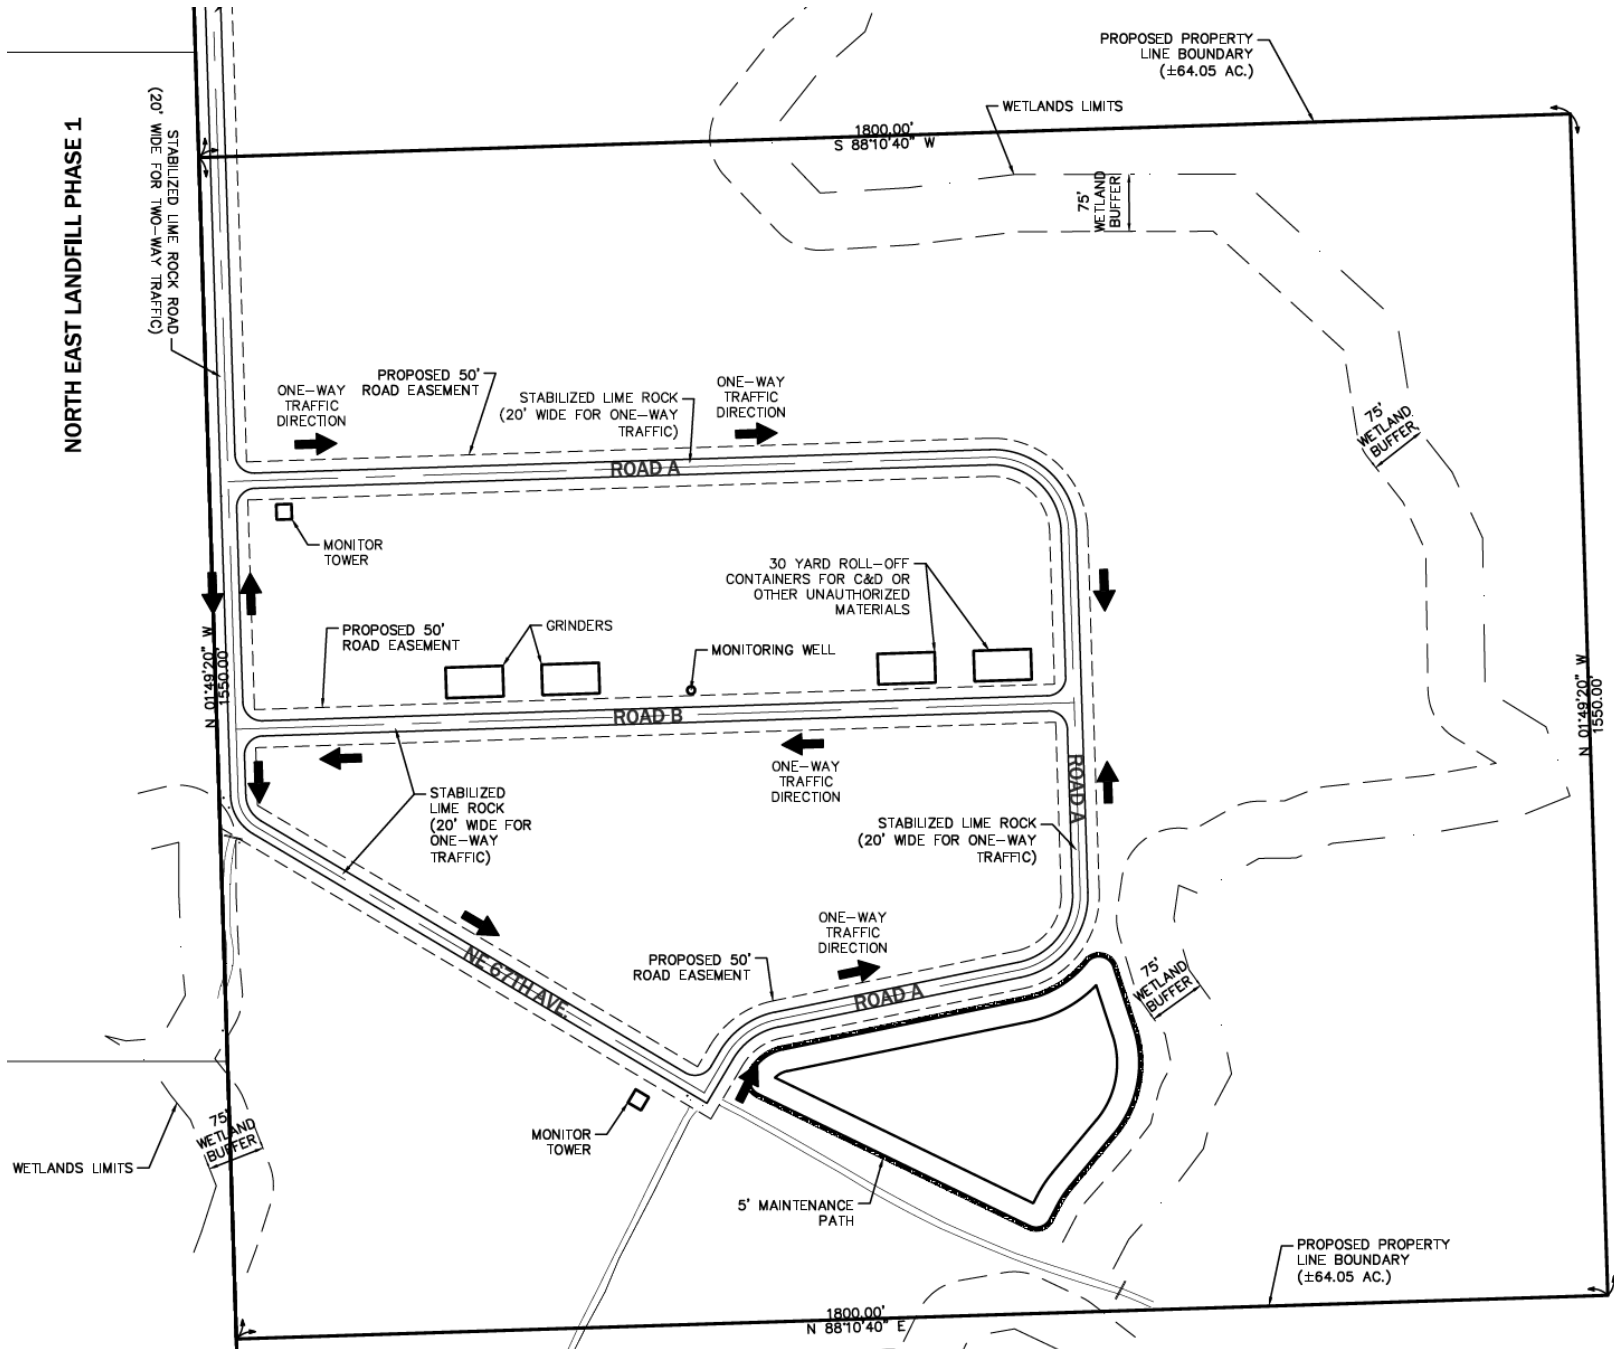 PROPOSED PROPERTY
LINE BOUNDARY
(±64.05 AC.)
WETLANDS LIMITS
1800.00'
S 88°10'40" W
NORTH EAST LANDFILL PHASE 1
STABILIZED LIME ROCK ROAD
(20' WIDE FOR TWO-WAY TRAFFIC)
75'
WETLAND
BUFFER
ONE-WAY
TRAFFIC
DIRECTION
PROPOSED 50'
ROAD EASEMENT
STABILIZED LIME ROCK
(20' WIDE FOR ONE-WAY
TRAFFIC)
ONE-WAY
TRAFFIC
DIRECTION
75'
WETLAND
BUFFER
ROAD A
MONITOR
TOWER
30 YARD ROLL-OFF
CONTAINERS FOR C&D OR
OTHER UNAUTHORIZED
MATERIALS
PROPOSED 50'
ROAD EASEMENT
GRINDERS
MONITORING WELL
N 01°49'20" W
1550.00'
N 01°49'20" W
1550.00'
ROAD B
ONE-WAY
TRAFFIC
DIRECTION
ROAD A
STABILIZED
LIME ROCK
(20' WIDE FOR
ONE-WAY
TRAFFIC)
STABILIZED LIME ROCK
(20' WIDE FOR ONE-WAY
TRAFFIC)
ONE-WAY
TRAFFIC
DIRECTION
NE 67TH AVE.
PROPOSED 50'
ROAD EASEMENT
ROAD A
75'
WETLAND
BUFFER
75'
WETLAND
BUFFER
WETLANDS LIMITS
MONITOR
TOWER
5' MAINTENANCE
PATH
PROPOSED PROPERTY
LINE BOUNDARY
(±64.05 AC.)
1800.00'
N 88°10'40" E